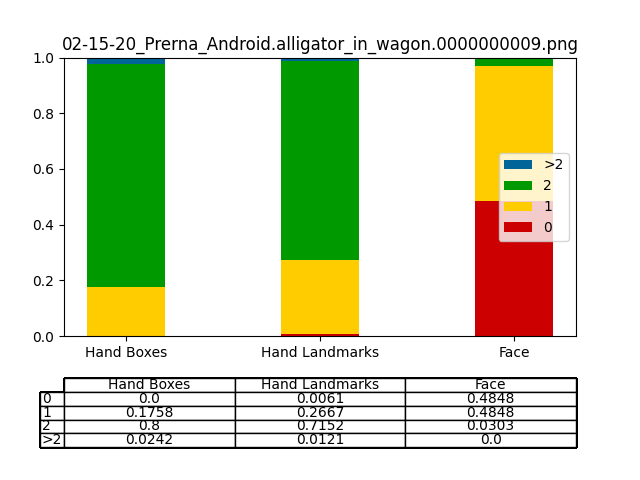 02-15-20_Prerna_Android.alligator_in_wagon.0000000009.png
1.0
0.8
0.6
0.4
0.2
0.0
>2
2
1
0
Hand Boxes Hand Landmarks Face
Hand Boxes Hand Landmarks Face
0 0.0 0.0061 0.4848
1 0.1758 0.2667 0.4848
2 0.8 0.7152 0.0303
>2 0.0242 0.0121 0.0